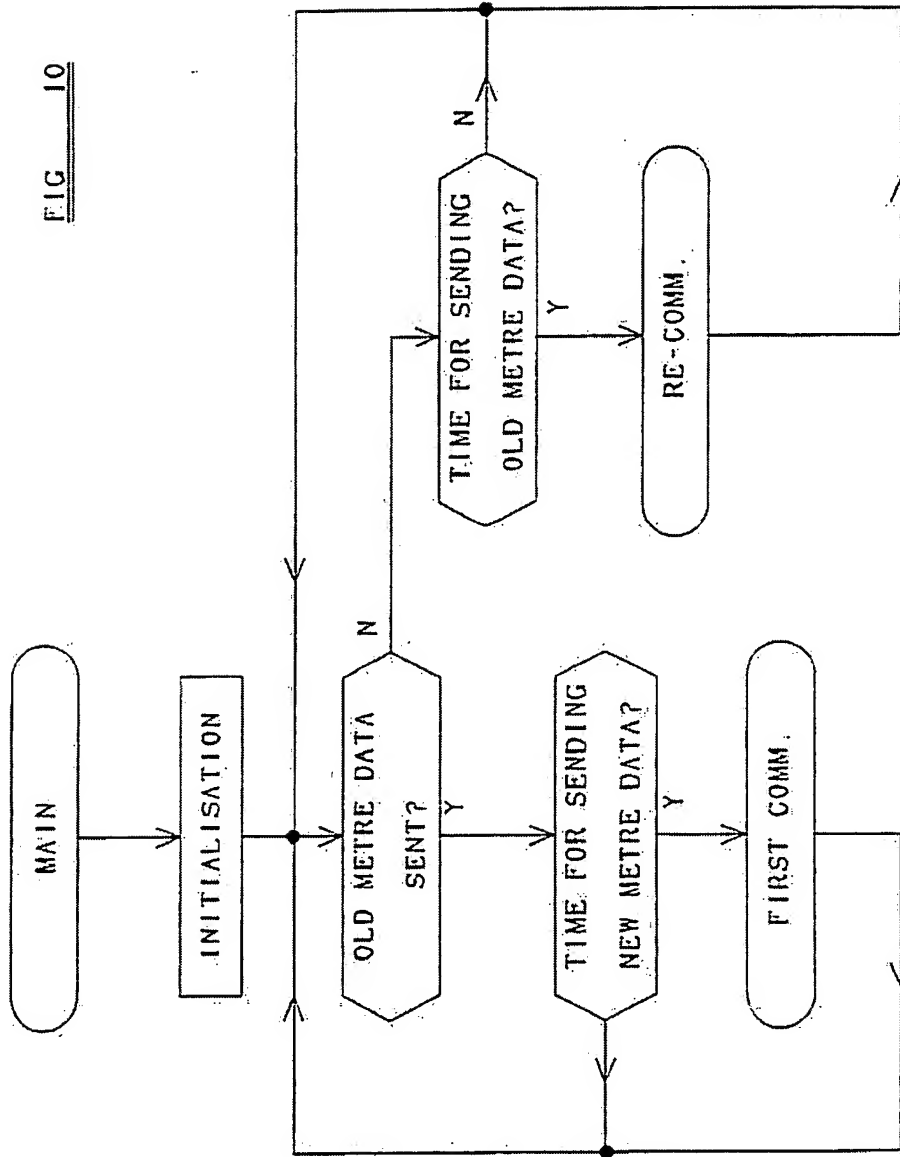 FIG 10
MAIN
INITIALISATION
OLD METRE DATA
SENT?
N
Y
TIME FOR SENDING
OLD METRE DATA?
N
Y
RE-COMM.
TIME FOR SENDING
NEW METRE DATA?
Y
FIRST COMM.